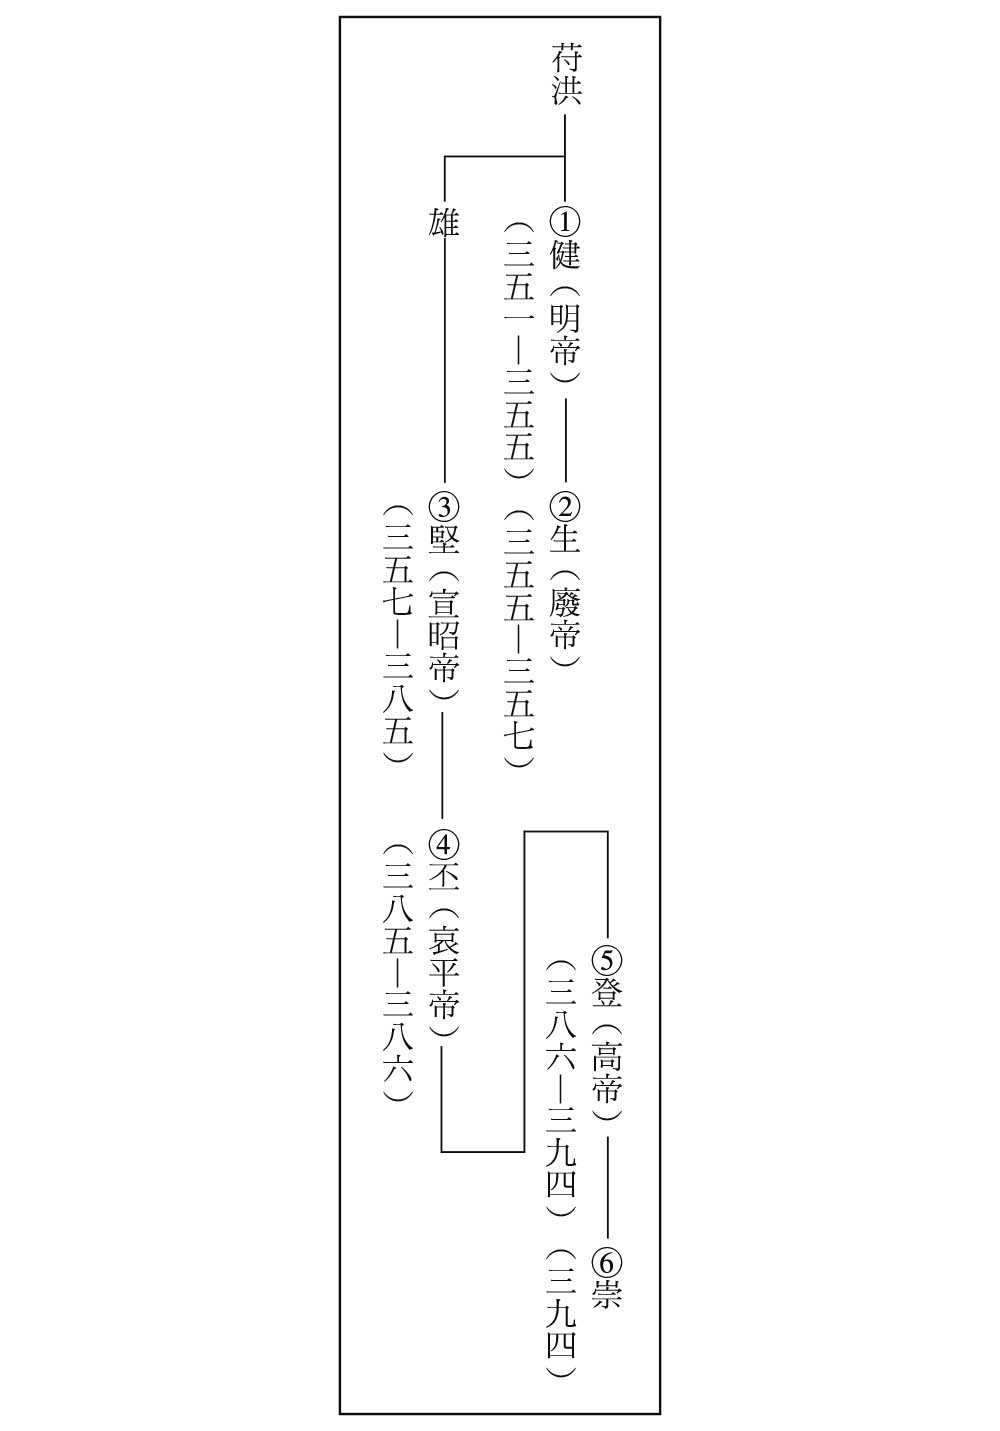 苻洪
①健（明帝）
（三五一—三五五）
②生（廢帝）
（三五五—三五七）
雄
③堅（宣昭帝）
（三五七—三八五）
④丕（哀平帝）
（三八五—三八六）
⑤登（高帝）
（三八六—三九四）
⑥崇
（三九四）